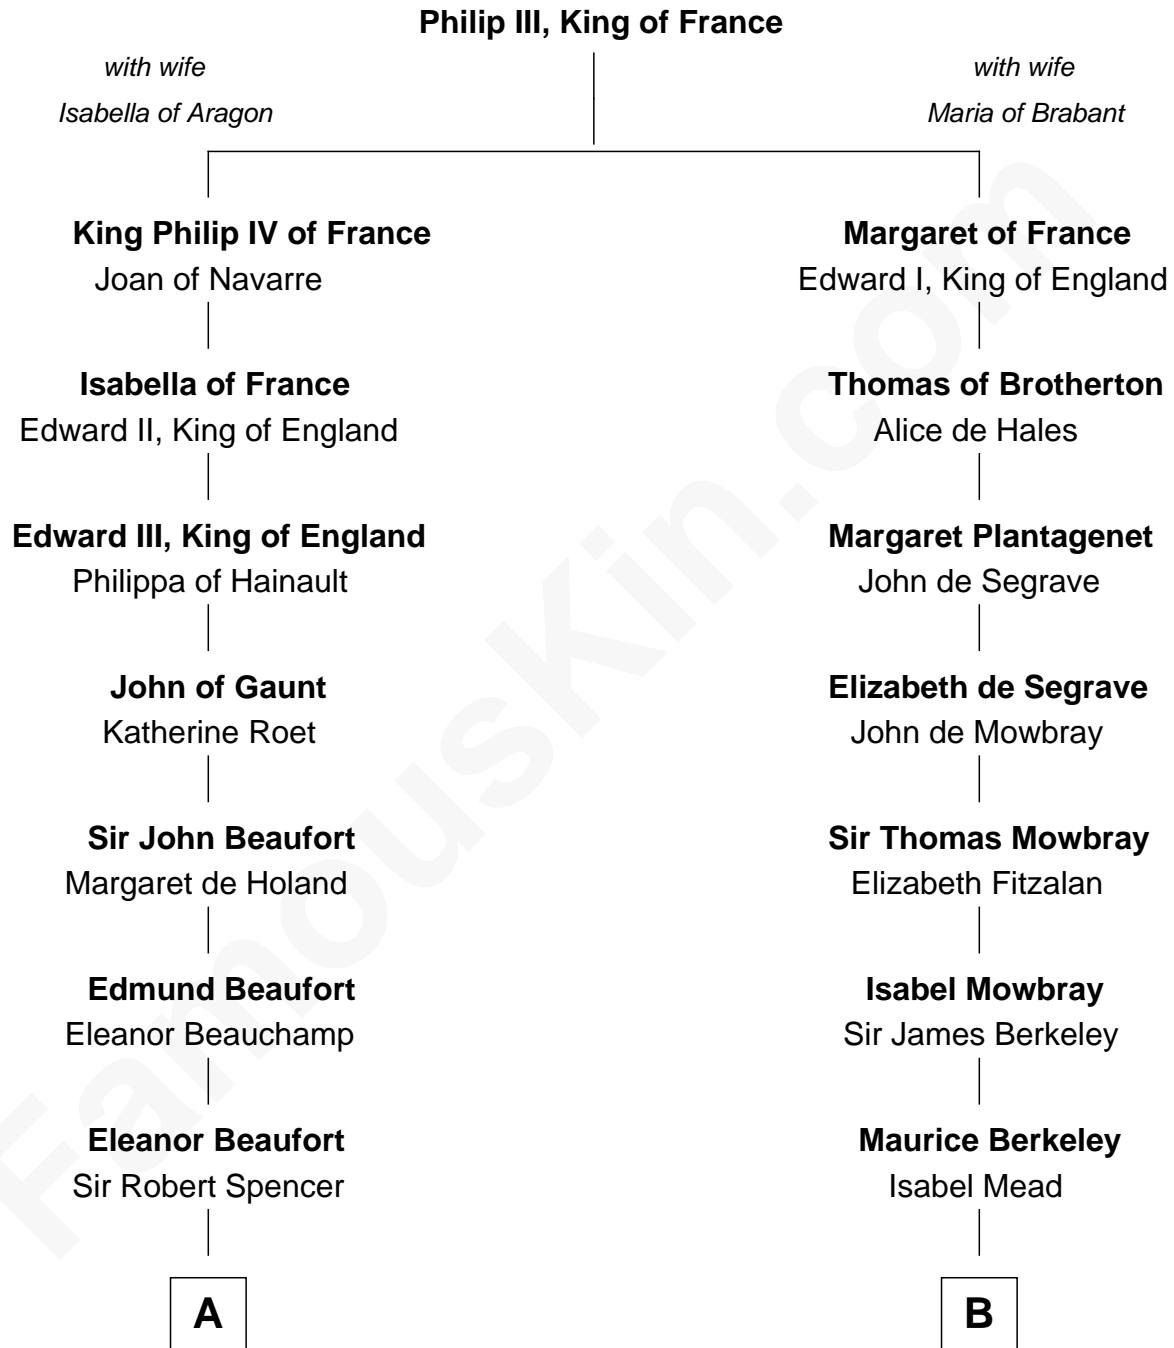 Philip III, King of France
with wife
Isabella of Aragon
with wife
Maria of Brabant
King Philip IV of France
Joan of Navarre
Margaret of France
Edward I, King of England
Isabella of France
Edward II, King of England
Thomas of Brotherton
Alice de Hales
Edward III, King of England
Philippa of Hainault
Margaret Plantagenet
John de Segrave
John of Gaunt
Katherine Roet
Elizabeth de Segrave
John de Mowbray
Sir John Beaufort
Margaret de Holand
Sir Thomas Mowbray
Elizabeth Fitzalan
Edmund Beaufort
Eleanor Beauchamp
Isabel Mowbray
Sir James Berkeley
Eleanor Beaufort
Sir Robert Spencer
Maurice Berkeley
Isabel Mead
A
B
FamousKin.com